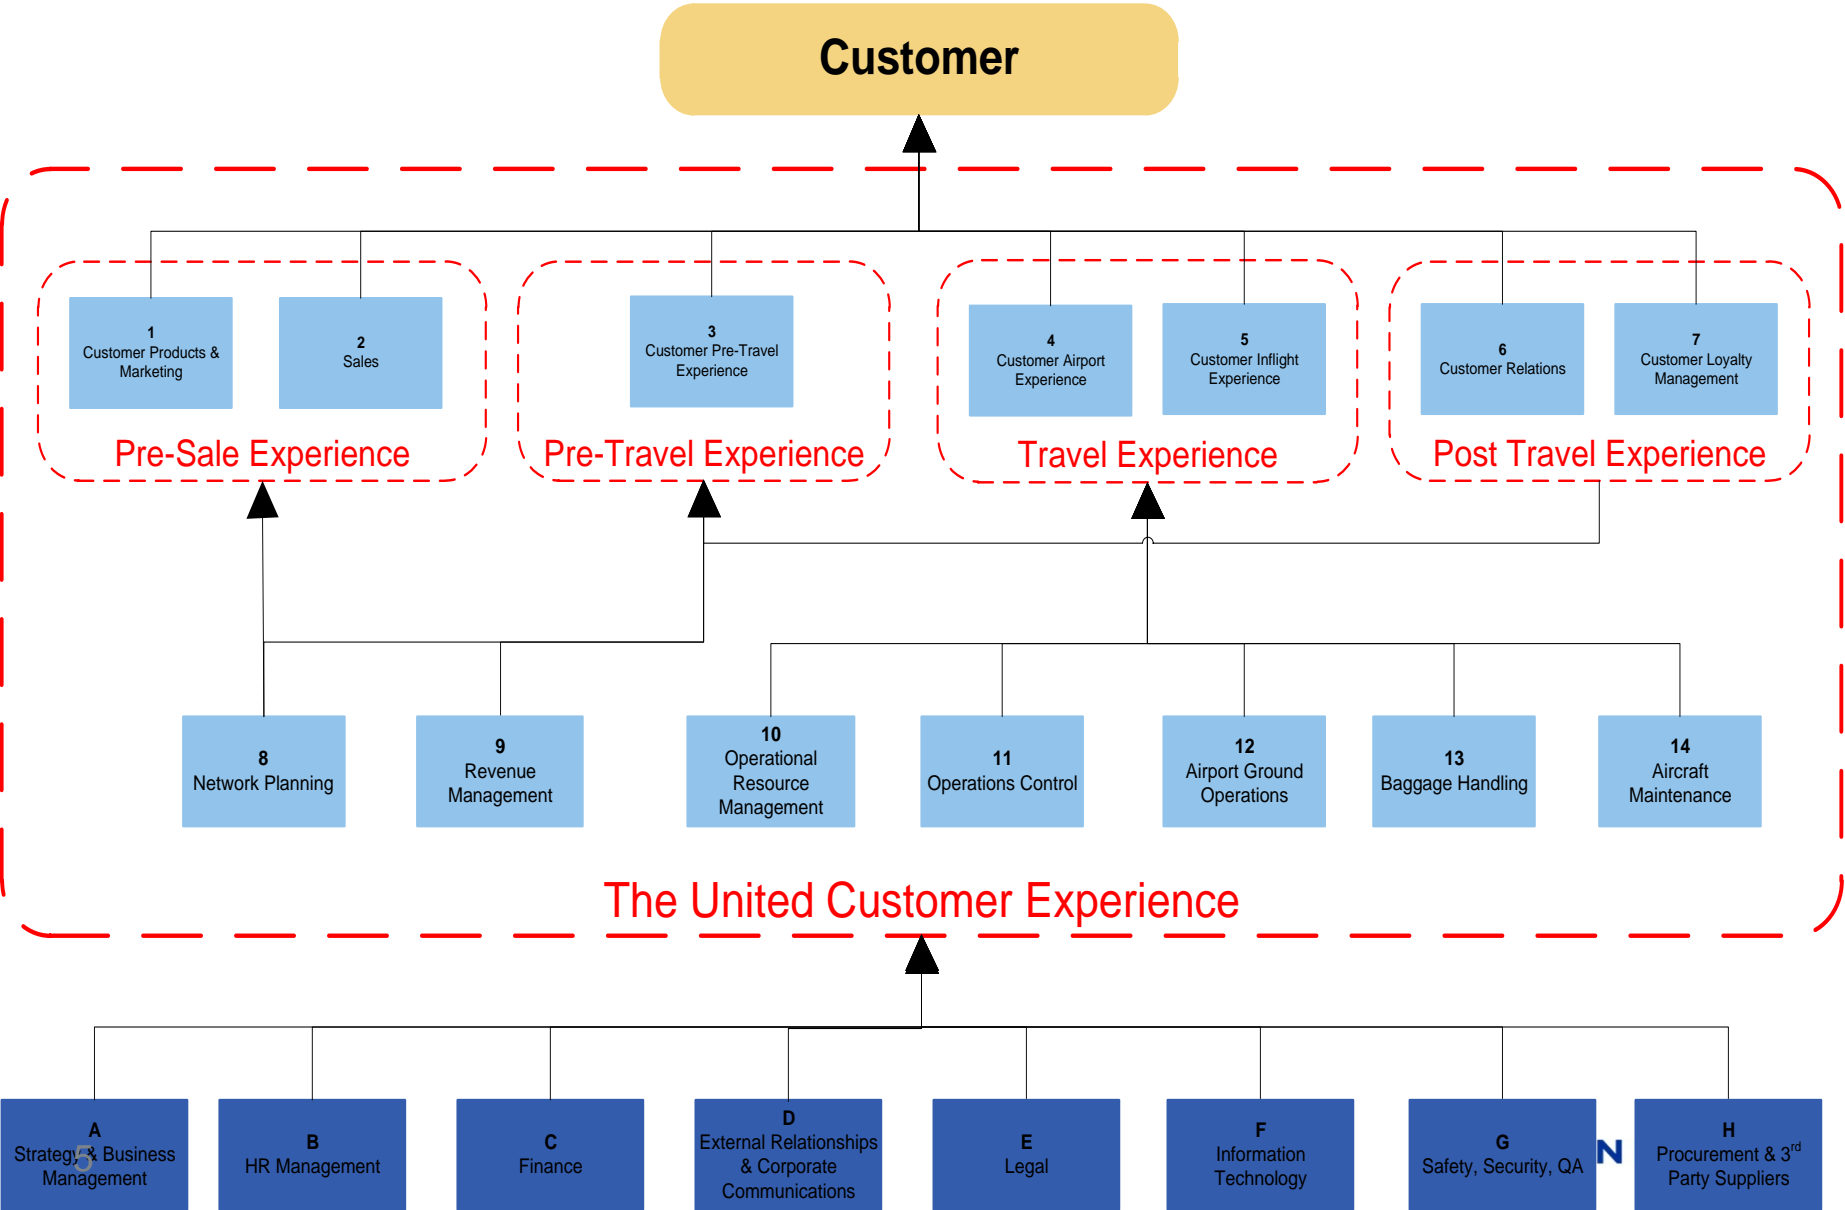 Customer
1
Customer Products &
Marketing
2
Sales
3
Customer Pre-Travel
Experience
4
Customer Airport
Experience
5
Customer Inflight
Experience
6
Customer Relations
7
Customer Loyalty
Management
Pre-Sale Experience
Pre-Travel Experience
Travel Experience
Post Travel Experience
8
Network Planning
9
Revenue
Management
10
Operational
Resource
Management
11
Operations Control
12
Airport Ground
Operations
13
Baggage Handling
14
Aircraft
Maintenance
The United Customer Experience
A
Strategy & Business
Management
5
B
HR Management
C
Finance
D
External Relationships
& Corporate
Communications
E
Legal
F
Information
Technology
G
Safety, Security, QA
N
H
Procurement & 3rd
Party Suppliers